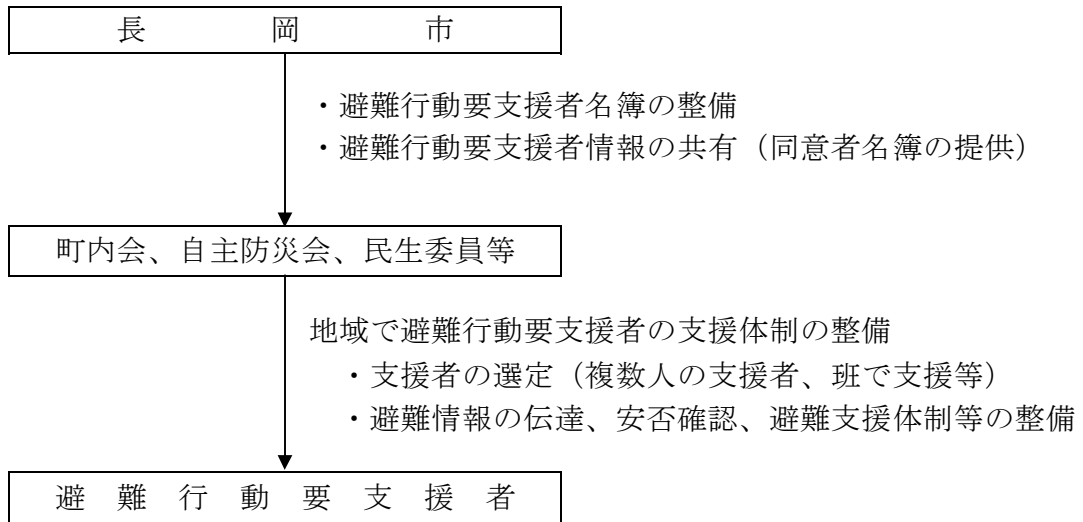 長岡市
・避難行動要支援者名簿の整備
・避難行動要支援者情報の共有（同意者名簿の提供）
町内会、自主防災会、民生委員等
地域で避難行動要支援者の支援体制の整備
・支援者の選定（複数人の支援者、班で支援等）
・避難情報の伝達、安否確認、避難支援体制等の整備
避難行動要支援者